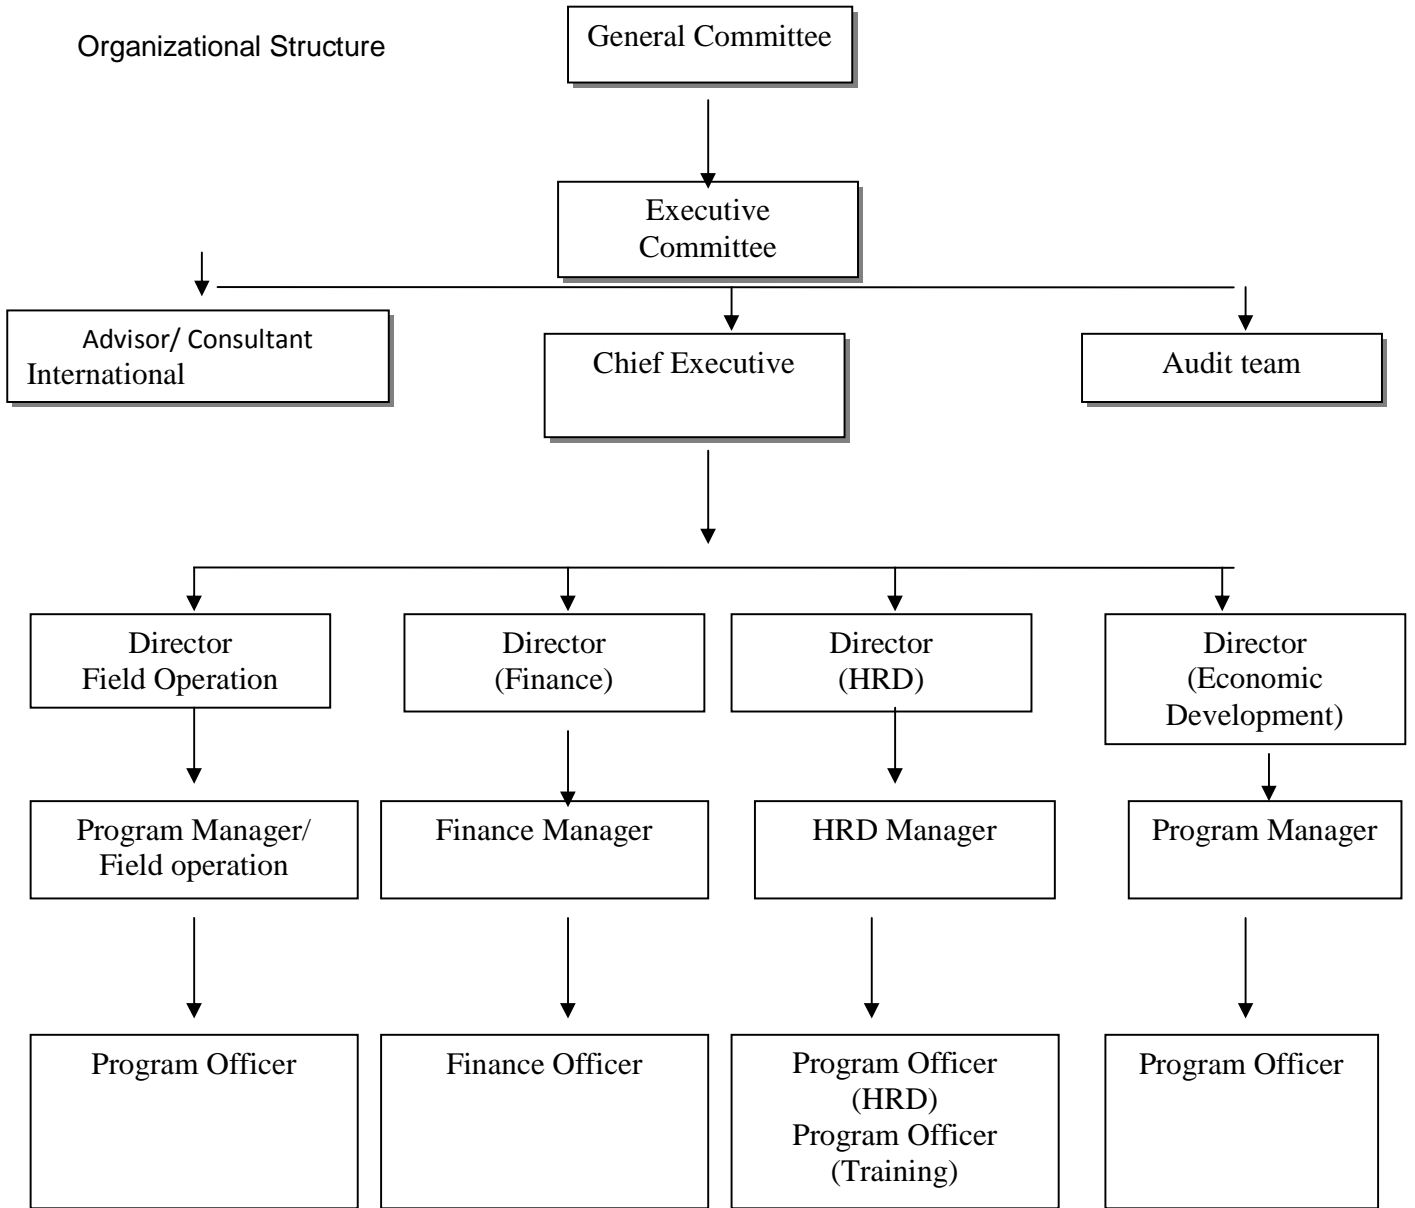 Organizational Structure
General Committee
Executive
Committee
Advisor/ Consultant
International
Chief Executive
Audit team
Director
Field Operation
Director
(Finance)
Director
(HRD)
Director
(Economic
Development)
Program Manager/
Field operation
Finance Manager
HRD Manager
Program Manager
Program Officer
Finance Officer
Program Officer
(HRD)
Program Officer
(Training)
Program Officer